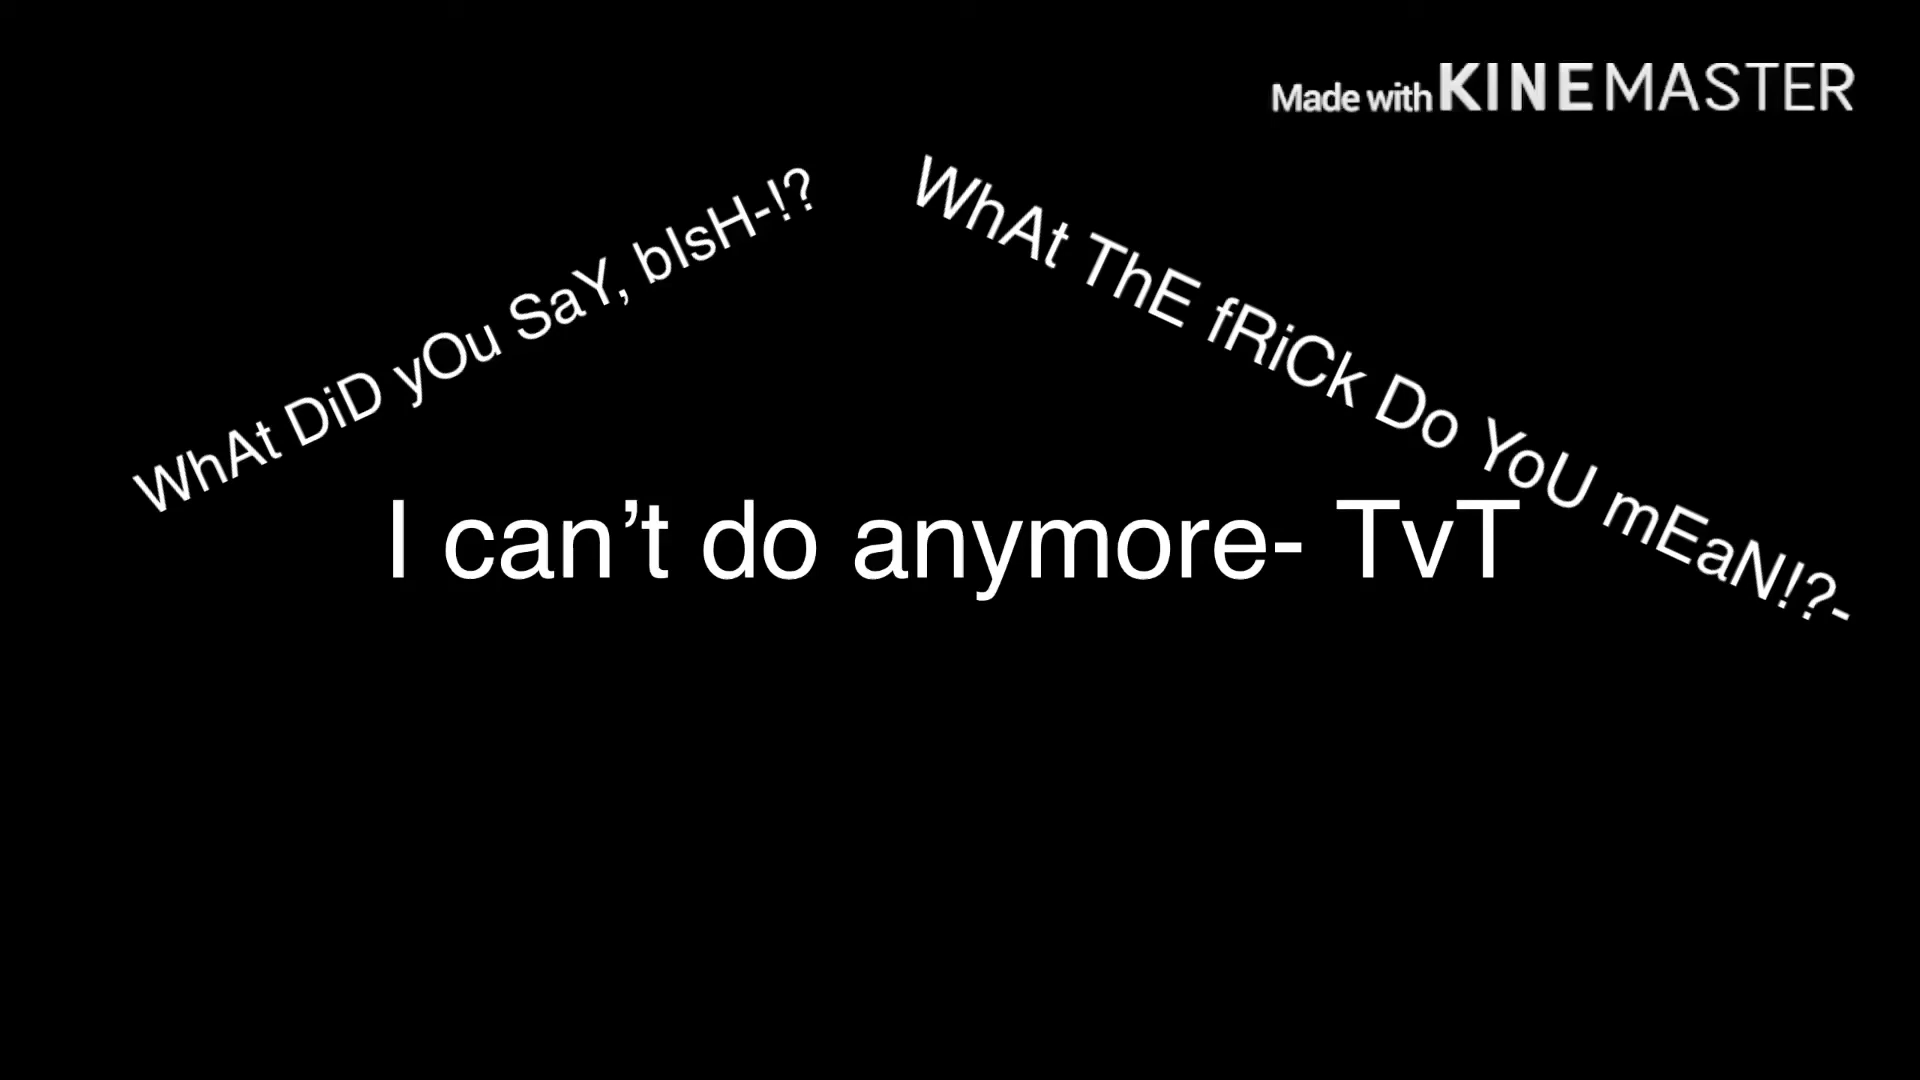 Made with KINEMASTER
WhAt DiD yOu SaY, bIsH-!?
WhAt ThE fRiCk Do YoU mEaN!?-
I can’t do anymore- TvT